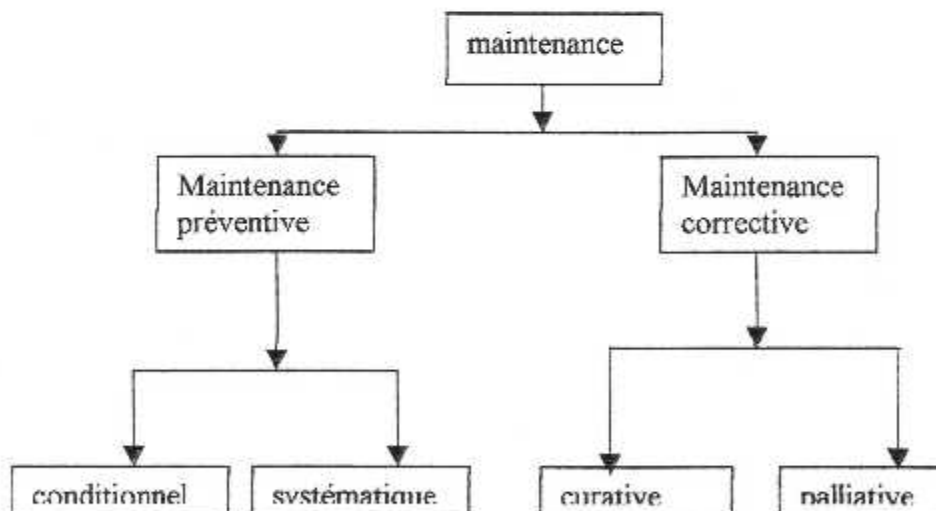 maintenance
Maintenance
préventive
Maintenance
corrective
conditionnel
systématique
curative
palliative